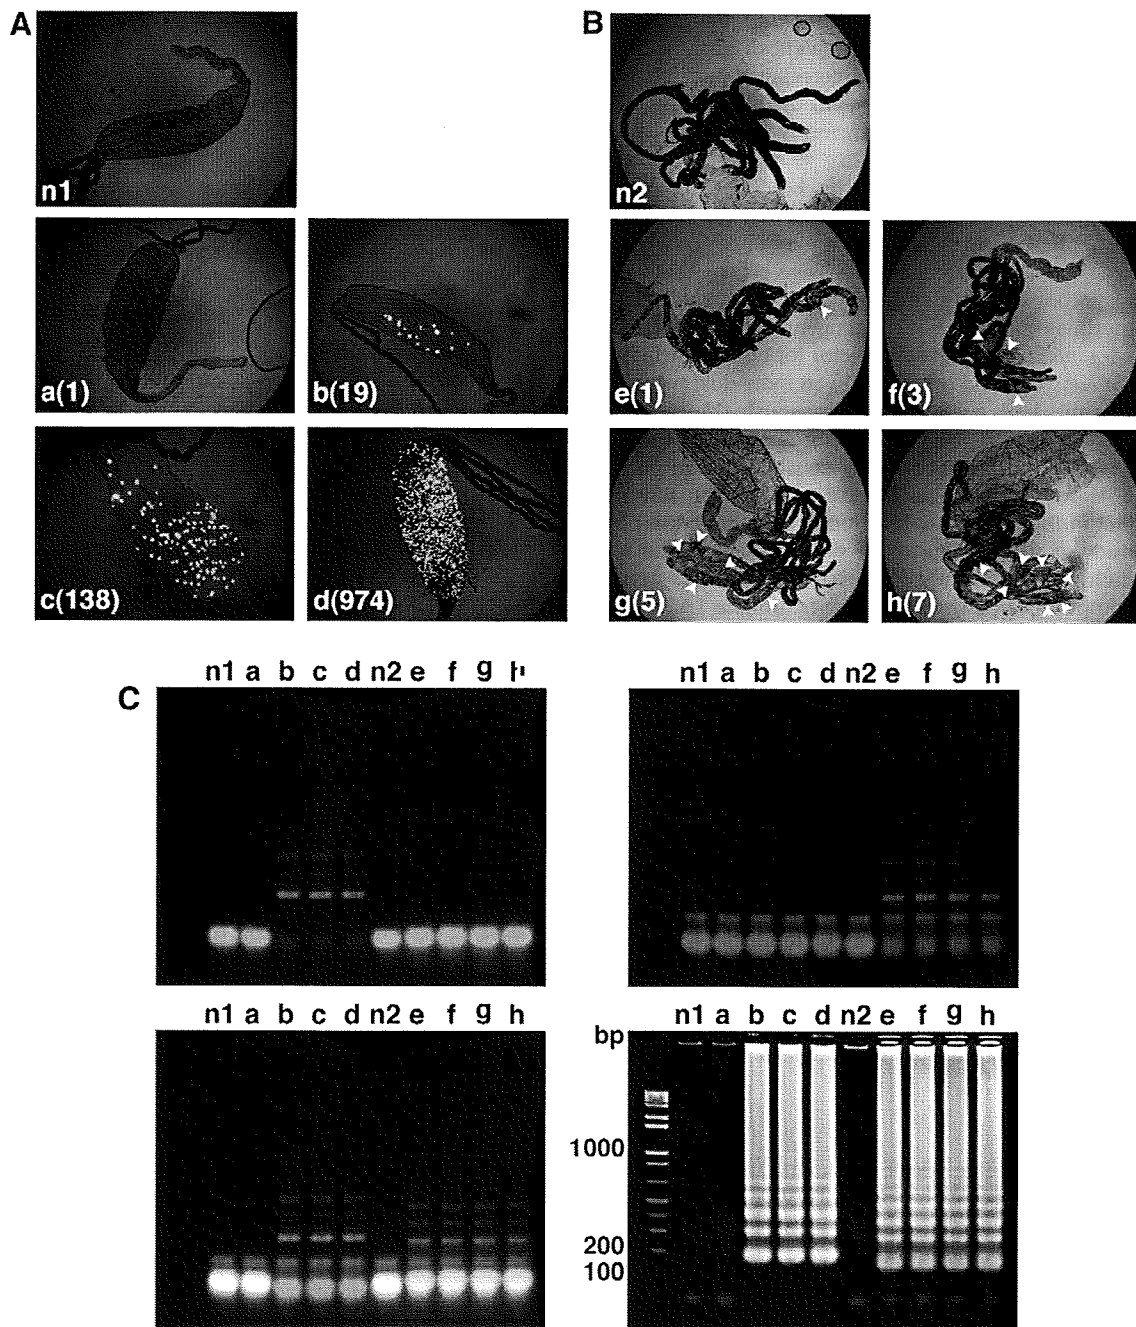 A
B
n1
n2
a(1)
b(19)
e(1)
f(3)
c(138)
d(974)
g(5)
h(7)
C
n1 a b c d n2 e f g
n1 a b c d n2 e f g h
n1 a b c d n2 e f g h
n1 a b c d n2 e f g h
bp
1000
200
100